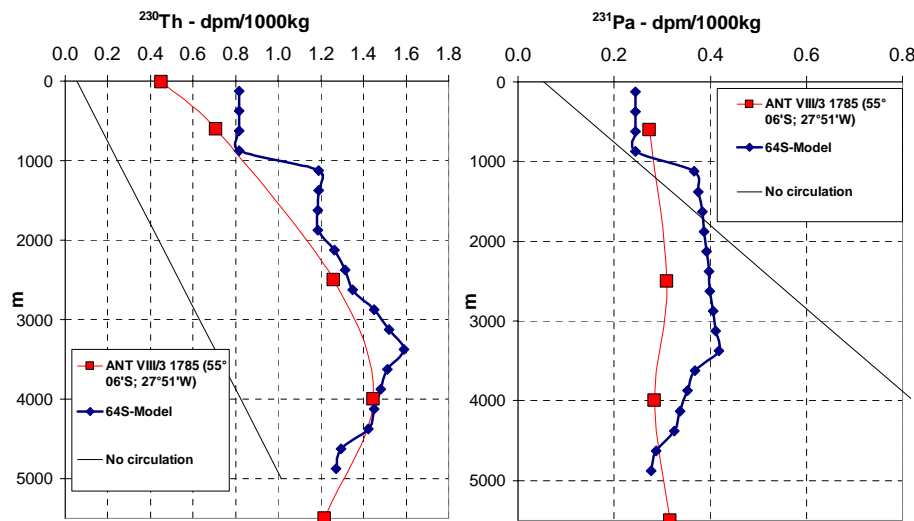 ²³⁰Th - dpm/1000kg
0.0 0.2 0.4 0.6 0.8 1.0 1.2 1.4 1.6 1.8
0
1000
2000
3000
4000
5000
m
ANT VIII/3 1785 (55°
06'S; 27°51'W)
64S-Model
No circulation
²³¹Pa - dpm/1000kg
0.0 0.2 0.4 0.6 0.8
0
1000
2000
3000
4000
5000
m
ANT VIII/3 1785 (55°
06'S; 27°51'W)
64S-Model
No circulation